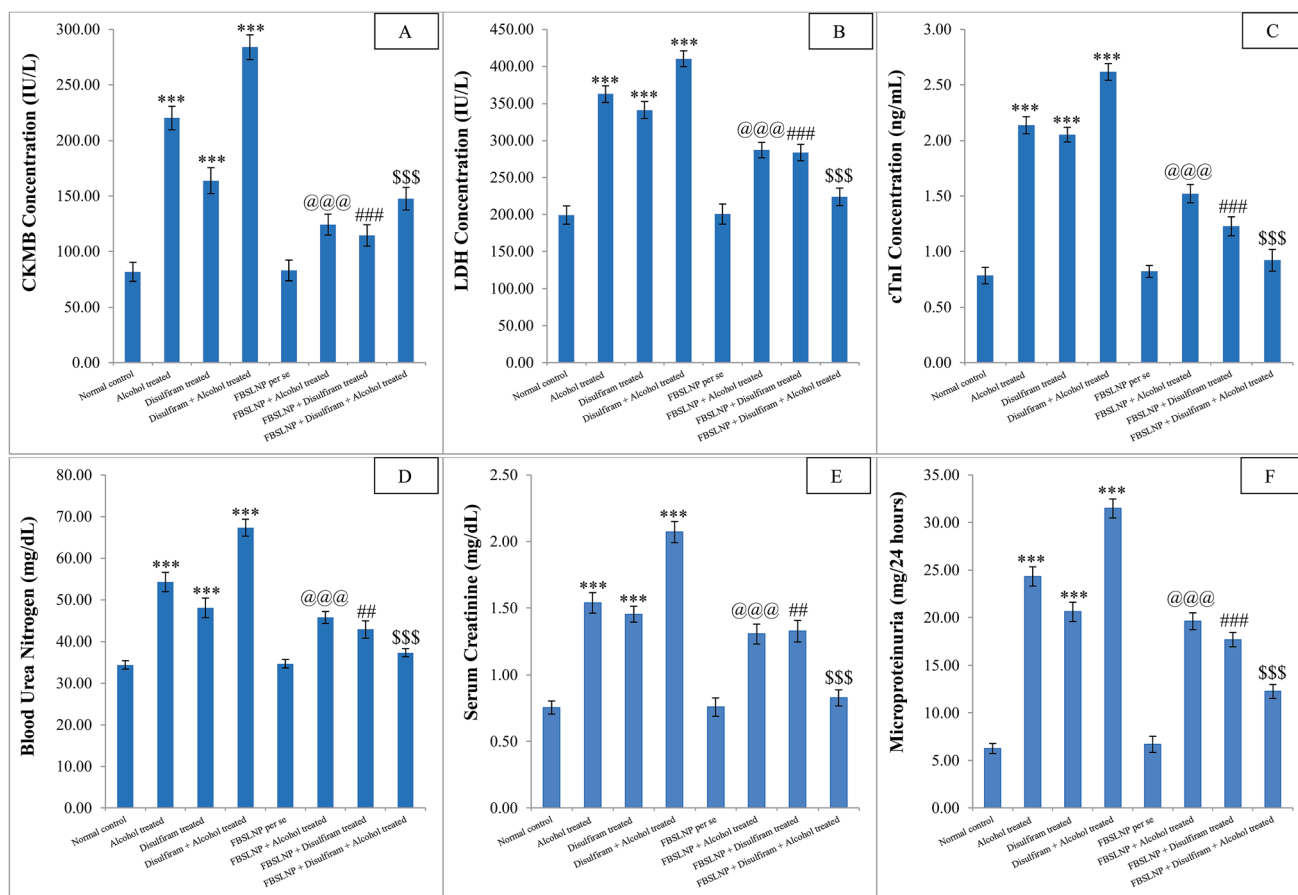 A
CKMB Concentration (IU/L)
300.00
250.00
200.00
150.00
100.00
50.00
0.00
***
***
***
@@@
###
$$$
Normal control
Alcohol treated
Disulfiram treated
Disulfiram + Alcohol treated
FBSLNP per se
FBSLNP + Alcohol treated
FBSLNP + Disulfiram treated
FBSLNP + Disulfiram + Alcohol treated
B
LDH Concentration (IU/L)
450.00
400.00
350.00
300.00
250.00
200.00
150.00
100.00
50.00
0.00
***
***
***
@@@
###
$$$
Normal control
Alcohol treated
Disulfiram treated
Disulfiram + Alcohol treated
FBSLNP per se
FBSLNP + Alcohol treated
FBSLNP + Disulfiram treated
FBSLNP + Disulfiram + Alcohol treated
C
cTnI Concentration (ng/mL)
3.00
2.50
2.00
1.50
1.00
0.50
0.00
***
***
***
@@@
###
$$$
Normal control
Alcohol treated
Disulfiram treated
Disulfiram + Alcohol treated
FBSLNP per se
FBSLNP + Alcohol treated
FBSLNP + Disulfiram treated
FBSLNP + Disulfiram + Alcohol treated
D
Blood Urea Nitrogen (mg/dL)
80.00
70.00
60.00
50.00
40.00
30.00
20.00
10.00
0.00
***
***
***
@@@
##
$$$
Normal control
Alcohol treated
Disulfiram treated
Disulfiram + Alcohol treated
FBSLNP per se
FBSLNP + Alcohol treated
FBSLNP + Disulfiram treated
FBSLNP + Disulfiram + Alcohol treated
E
Serum Creatinine (mg/dL)
2.50
2.00
1.50
1.00
0.50
0.00
***
***
***
@@@
##
$$$
Normal control
Alcohol treated
Disulfiram treated
Disulfiram + Alcohol treated
FBSLNP per se
FBSLNP + Alcohol treated
FBSLNP + Disulfiram treated
FBSLNP + Disulfiram + Alcohol treated
F
Microproteinuria (mg/24 hours)
35.00
30.00
25.00
20.00
15.00
10.00
5.00
0.00
***
***
***
@@@
###
$$$
Normal control
Alcohol treated
Disulfiram treated
Disulfiram + Alcohol treated
FBSLNP per se
FBSLNP + Alcohol treated
FBSLNP + Disulfiram treated
FBSLNP + Disulfiram + Alcohol treated